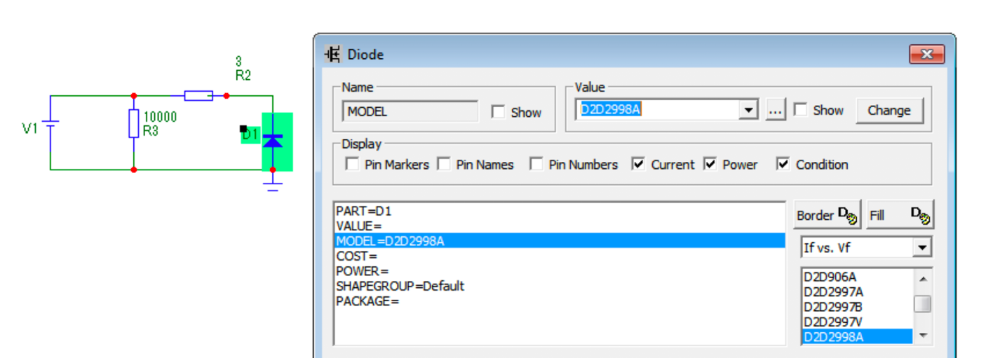 3
R2
10000
R3
V1
D1
Diode
Name
MODEL
Show
Value
D2D2998A
...
Show
Change
Display
Pin Markers
Pin Names
Pin Numbers
Current
Power
Condition
PART=D1
VALUE=
MODEL=D2D2998A
COST=
POWER=
SHAPEGROUP=Default
PACKAGE=
Border D
Fill D
If vs. Vf
D2D906A
D2D2997A
D2D2997B
D2D2997V
D2D2998A